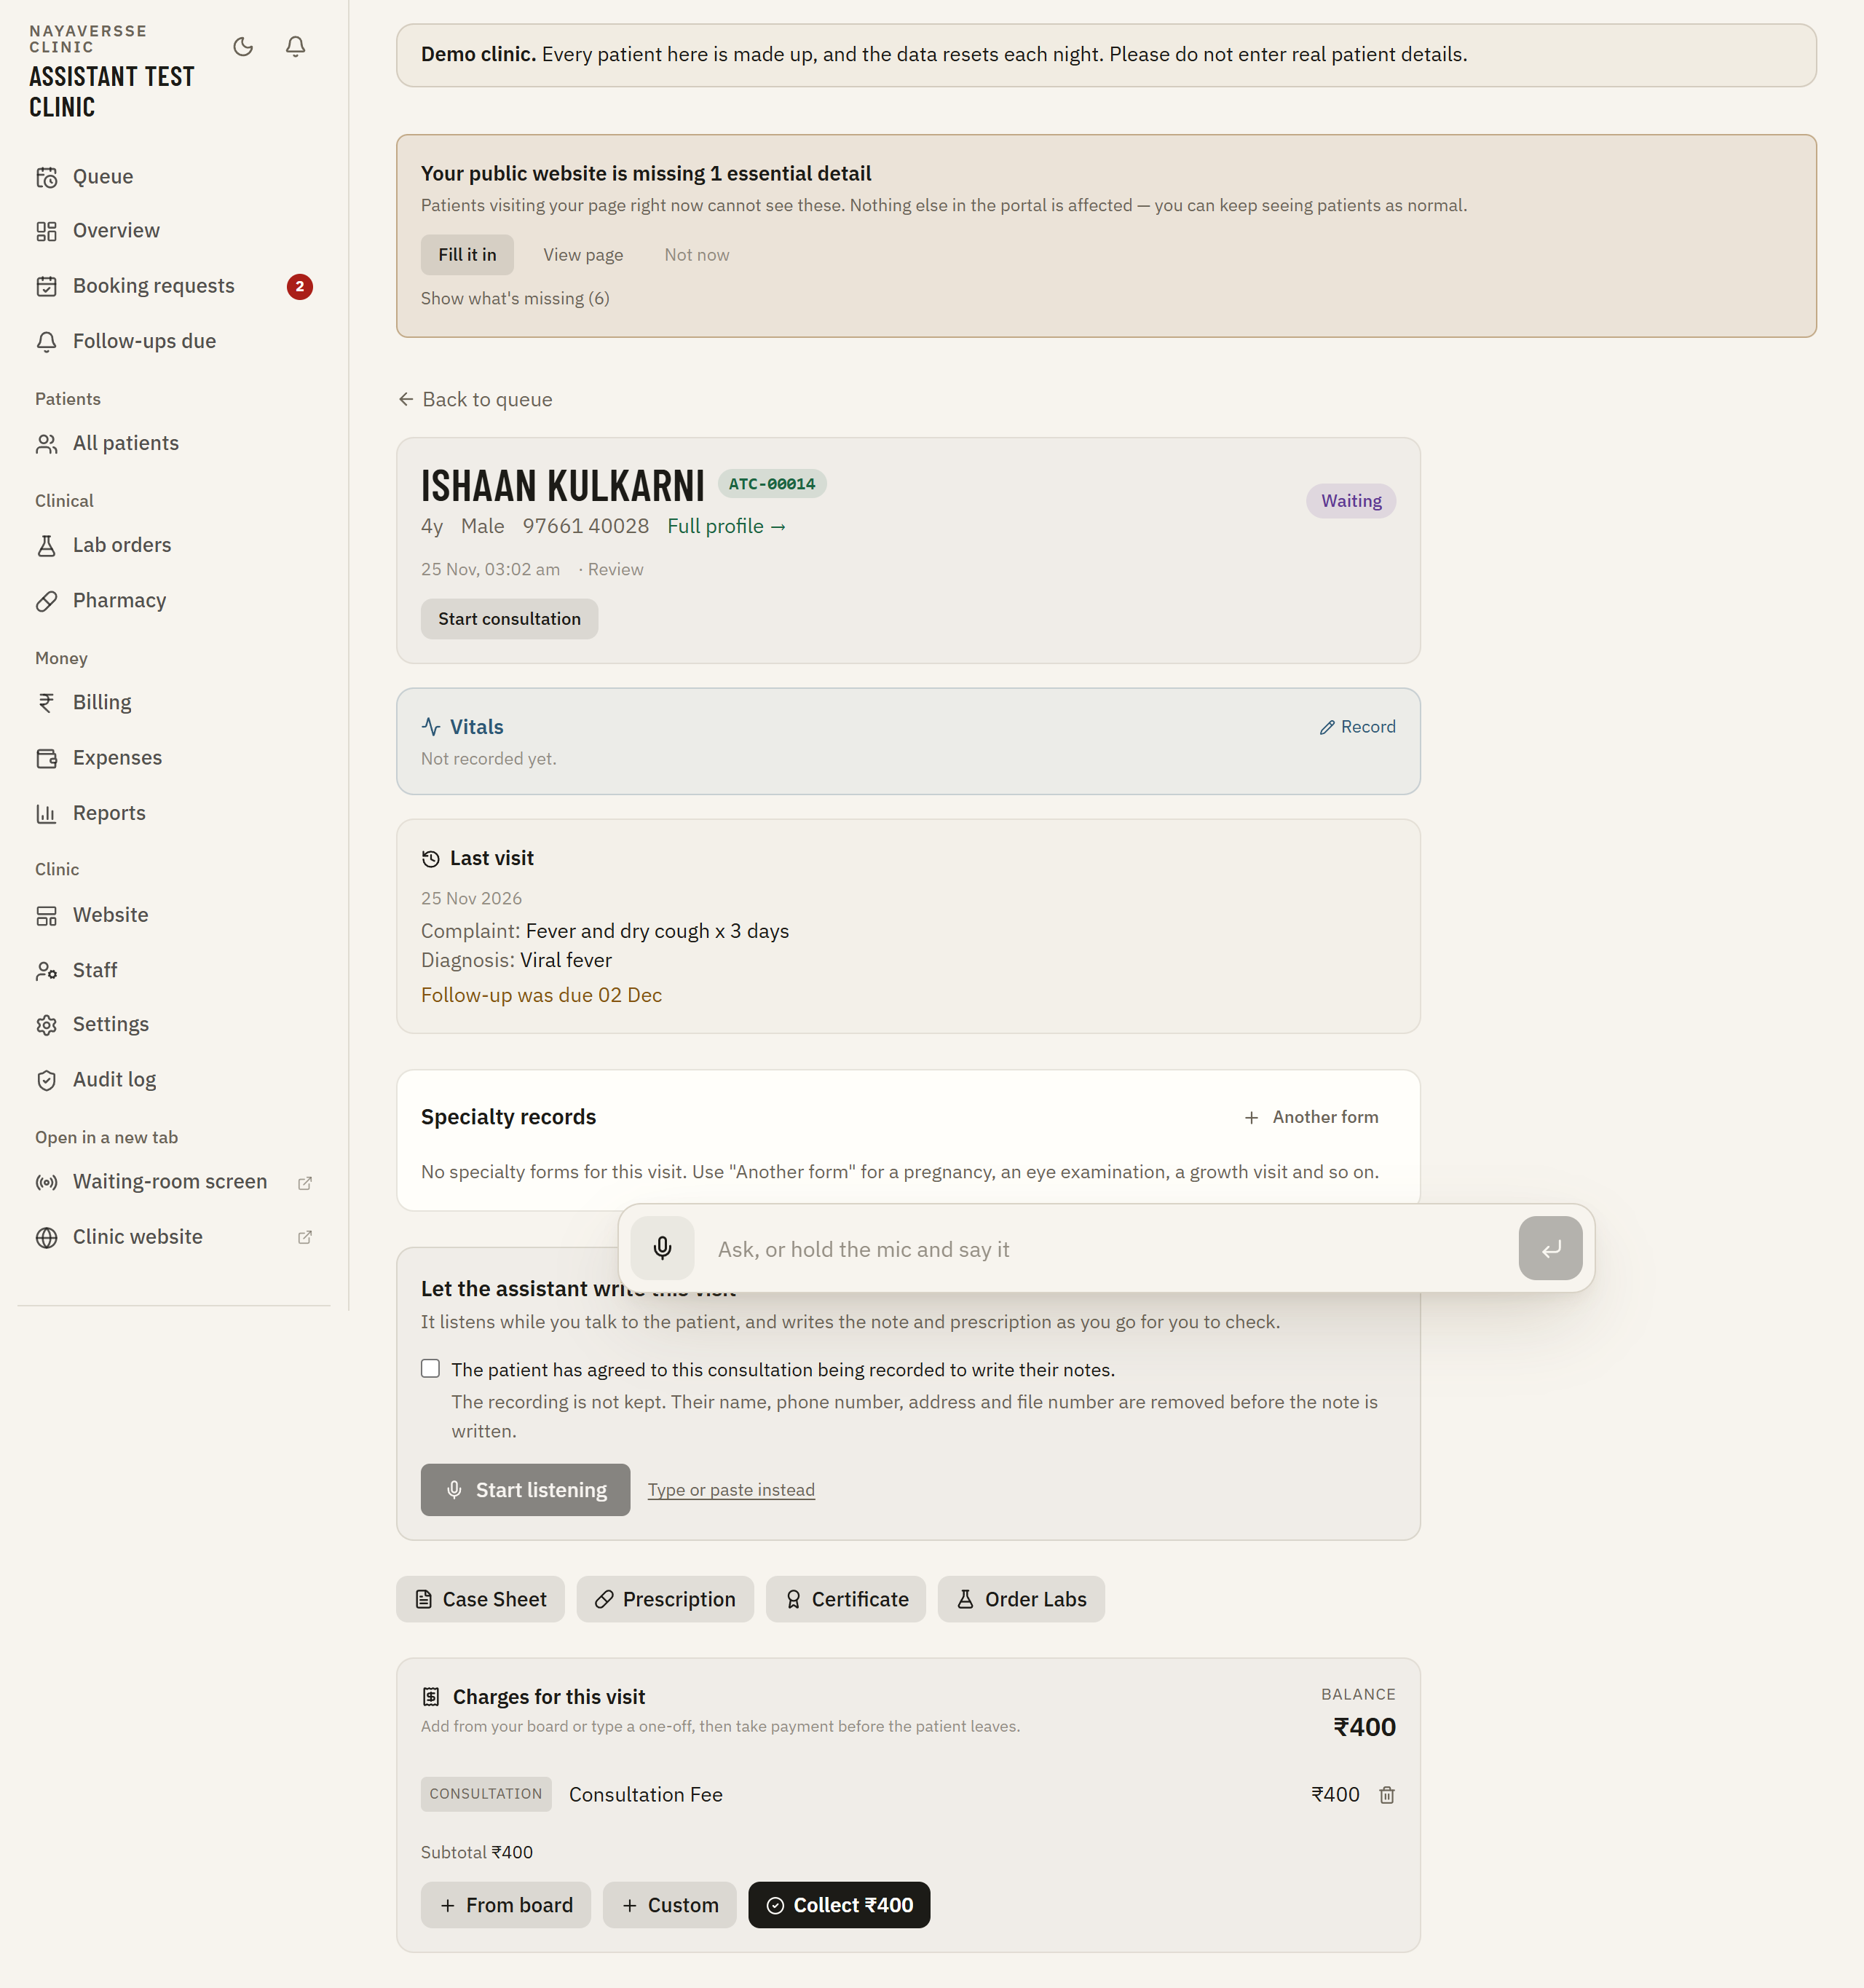 NAYAVERSSE
CLINIC
ASSISTANT TEST
CLINIC
Queue
Overview
Booking requests 2
Follow-ups due
Patients
All patients
Clinical
Lab orders
Pharmacy
Money
Billing
Expenses
Reports
Clinic
Website
Staff
Settings
Audit log
Open in a new tab
Waiting-room screen
Clinic website
Demo clinic. Every patient here is made up, and the data resets each night. Please do not enter real patient details.
Your public website is missing 1 essential detail
Patients visiting your page right now cannot see these. Nothing else in the portal is affected — you can keep seeing patients as normal.
Fill it in View page Not now
Show what's missing (6)
← Back to queue
ISHAAN KULKARNI ATC-00014
Waiting
4y Male 97661 40028 Full profile →
25 Nov, 03:02 am · Review
Start consultation
Vitals Record
Not recorded yet.
Last visit
25 Nov 2026
Complaint: Fever and dry cough x 3 days
Diagnosis: Viral fever
Follow-up was due 02 Dec
Specialty records + Another form
No specialty forms for this visit. Use "Another form" for a pregnancy, an eye examination, a growth visit and so on.
Ask, or hold the mic and say it
Let the assistant write this visit
It listens while you talk to the patient, and writes the note and prescription as you go for you to check.
The patient has agreed to this consultation being recorded to write their notes.
The recording is not kept. Their name, phone number, address and file number are removed before the note is
written.
Start listening Type or paste instead
Case Sheet Prescription Certificate Order Labs
Charges for this visit BALANCE
Add from your board or type a one-off, then take payment before the patient leaves. ₹400
CONSULTATION Consultation Fee ₹400
Subtotal ₹400
+ From board + Custom Collect ₹400